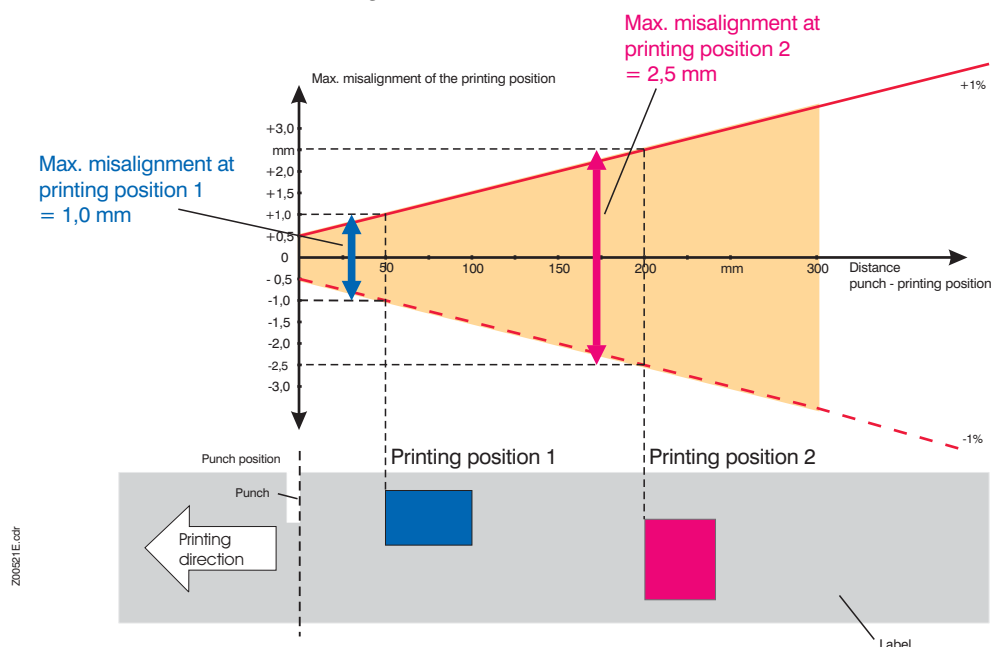 Max. misalignment at
printing position 2
= 2,5 mm
Max. misalignment of the printing position
+1%
+3,0
mm
+2,0
+1,5
+1,0
+0,5
0
- 0,5
-1,0
-1,5
-2,0
-2,5
-3,0
Max. misalignment at
printing position 1
= 1,0 mm
50
100
150
200
mm
300
Distance
punch - printing position
-1%
Punch position
Printing position 1
Printing position 2
Punch
Printing
direction
Z00521E.cdr
Label